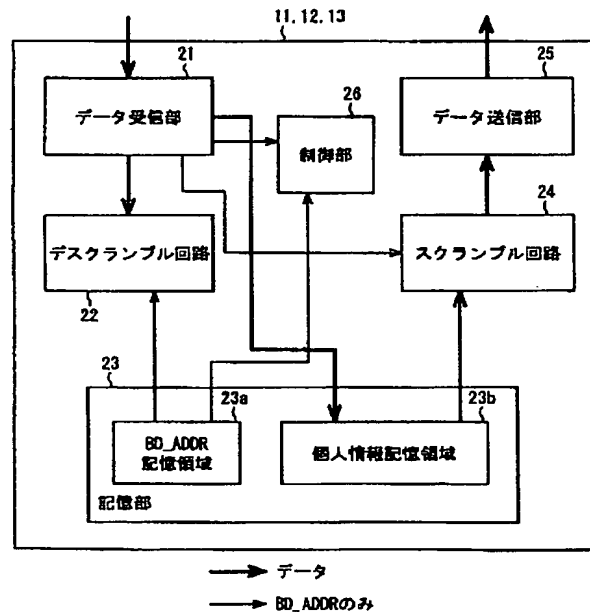 11,12,13
21
データ受信部
25
データ送信部
26
制御部
デスクランブル回路
22
24
スクランブル回路
23
23a
BD_ADDR
記憶領域
23b
個人情報記憶領域
記憶部
データ
BD_ADDRのみ